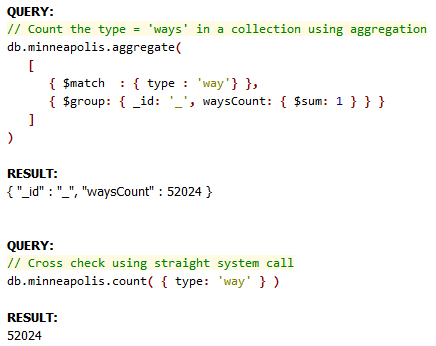 QUERY:
// Count the type = 'ways' in a collection using aggregation
db.minneapolis.aggregate(
[
{ $match : { type : 'way'} },
{ $group: { _id: '_', waysCount: { $sum: 1 } } }
]
)
RESULT:
{ "_id" : "_", "waysCount" : 52024 }
QUERY:
// Cross check using straight system call
db.minneapolis.count( { type: 'way' } )
RESULT:
52024